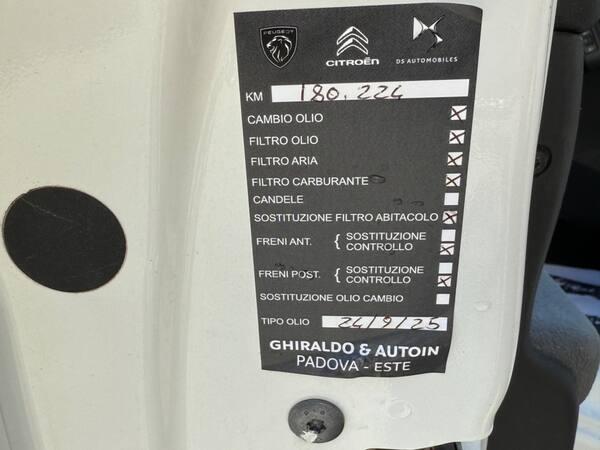 PEUGEOT
CITROËN
DS AUTOMOBILES
KM 180.224
CAMBIO OLIO
FILTRO OLIO
FILTRO ARIA
FILTRO CARBURANTE
CANDELE
SOSTITUZIONE FILTRO ABITACOLO
FRENI ANT. { SOSTITUZIONE
CONTROLLO
FRENI POST. { SOSTITUZIONE
CONTROLLO
SOSTITUZIONE OLIO CAMBIO
TIPO OLIO 24/9/25
GHIRALDO & AUTOIN
PADOVA - ESTE